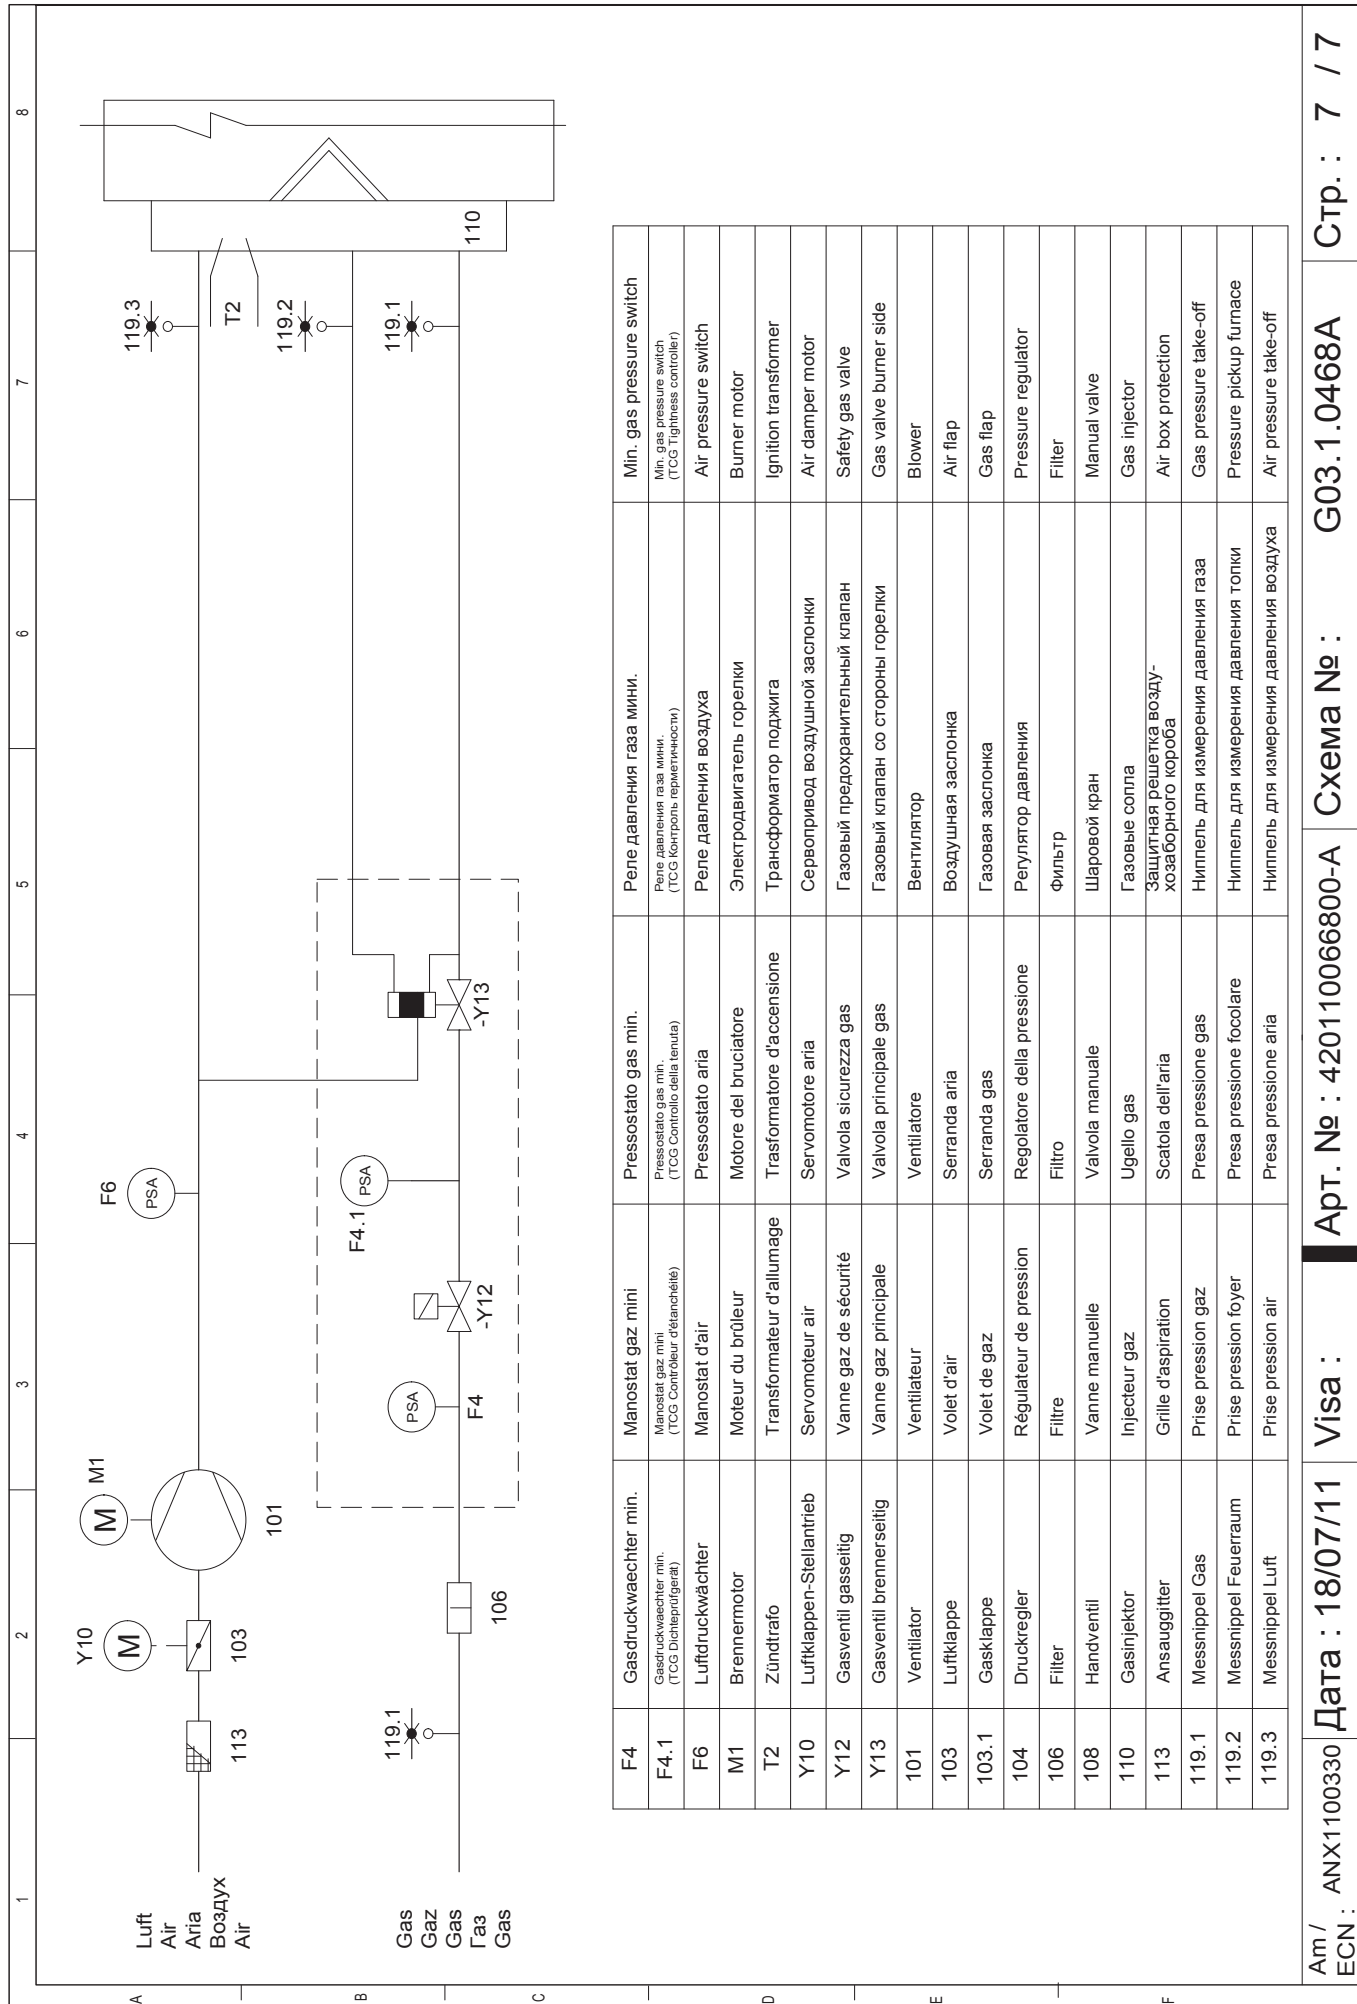 1 2 3 4 5 6 7 8
A
B
C
D
E
F
Luft
Air
Aria
Воздух
Air
113
Y10
M
103
M1
M
101
F6
PSA
119.3
T2
119.2
119.1
110
Gas
Gaz
Gas
Газ
Gas
119.1
106
PSA
F4
-Y12
F4.1
PSA
-Y13
F4 Gasdruckwaechter min. Manostat gaz mini Pressostato gas min. Реле давления газа мини. Min. gas pressure switch
F4.1 Gasdruckwaechter min. Manostat gaz mini Pressostato gas min. Реле давления газа мини. Min. gas pressure switch
(TCG Dichteprüfgerät) (TCG Contrôleur d'étanchéité) (TCG Controllo della tenuta) (TCG Контроль герметичности) (TCG Tightness controller)
F6 Luftdruckwächter Manostat d'air Pressostato aria Реле давления воздуха Air pressure switch
M1 Brennermotor Moteur du brûleur Motore del bruciatore Электродвигатель горелки Burner motor
T2 Zündtrafo Transformateur d'allumage Trasformatore d'accensione Трансформатор поджига Ignition transformer
Y10 Luftklappen-Stellantrieb Servomoteur air Servomotore aria Сервопривод воздушной заслонки Air damper motor
Y12 Gasventil gasseitig Vanne gaz de sécurité Valvola sicurezza gas Газовый предохранительный клапан Safety gas valve
Y13 Gasventil brennerseitig Vanne gaz principale Valvola principale gas Газовый клапан со стороны горелки Gas valve burner side
101 Ventilator Ventilateur Ventilatore Вентилятор Blower
103 Luftklappe Volet d'air Serranda aria Воздушная заслонка Air flap
103.1 Gasklappe Volet de gaz Serranda gas Газовая заслонка Gas flap
104 Druckregler Régulateur de pression Regolatore della pressione Регулятор давления Pressure regulator
106 Filter Filtre Filtro Фильтр Filter
108 Handventil Vanne manuelle Valvola manuale Шаровой кран Manual valve
110 Gasinjektor Injecteur gaz Ugello gas Газовые сопла Gas injector
113 Ansauggitter Grille d'aspiration Scatola dell'aria Защитная решетка возду-
хозаборного короба Air box protection
119.1 Messnippel Gas Prise pression gaz Presa pressione gas Ниппель для измерения давления газа Gas pressure take-off
119.2 Messnippel Feuerraum Prise pression foyer Presa pressione focolare Ниппель для измерения давления топки Pressure pickup furnace
119.3 Messnippel Luft Prise pression air Presa pressione aria Ниппель для измерения давления воздуха Air pressure take-off
Am /
ECN : ANX1100330 Дата : 18/07/11 Visa : Арт. № : 420110066800-A Схема № : G03.1.0468A Стр. : 7 / 7